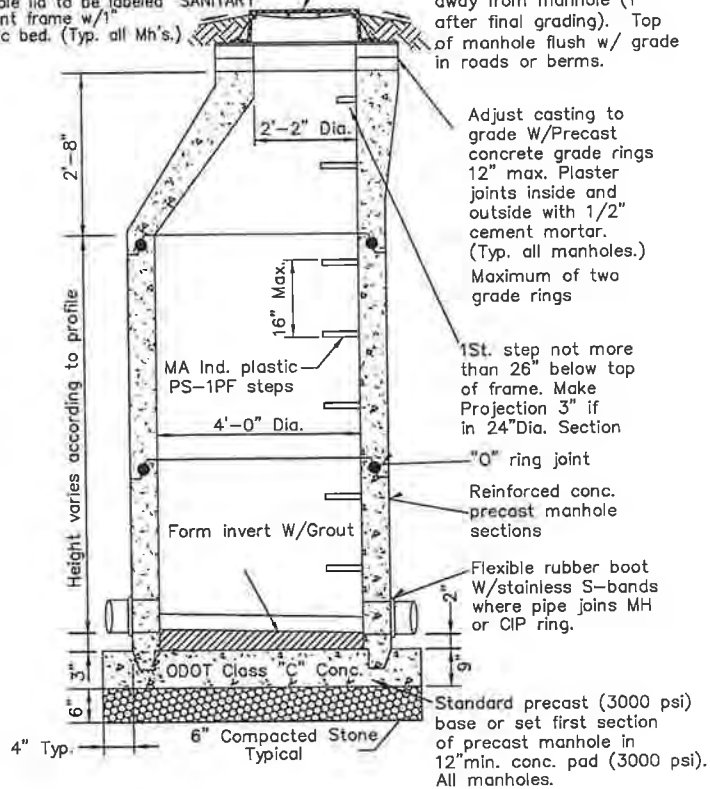 lid to be labeled "SANITARY
frame w/1"
bed. (Typ. all Mh's.)
away from manhole (1"
after final grading). Top
of manhole flush w/ grade
in roads or berms.
2'-8"
2'-2" Dia.
Adjust casting to
grade W/Precast
concrete grade rings
12" max. Plaster
joints inside and
outside with 1/2"
cement mortar.
(Typ. all manholes.)
Maximum of two
grade rings
Height varies according to profile
16" Max.
MA Ind. plastic
PS-1PF steps
1St. step not more
than 26" below top
of frame. Make
Projection 3" if
in 24"Dia. Section
4'-0" Dia.
"O" ring joint
Reinforced conc.
precast manhole
sections
Form invert W/Grout
Flexible rubber boot
W/stainless S-bands
where pipe joins MH
or CIP ring.
2"
3"
9"
ODOT Class "C" Conc.
6"
Standard precast (3000 psi)
base or set first section
of precast manhole in
12"min. conc. pad (3000 psi).
All manholes.
4" Typ.
6" Compacted Stone
Typical